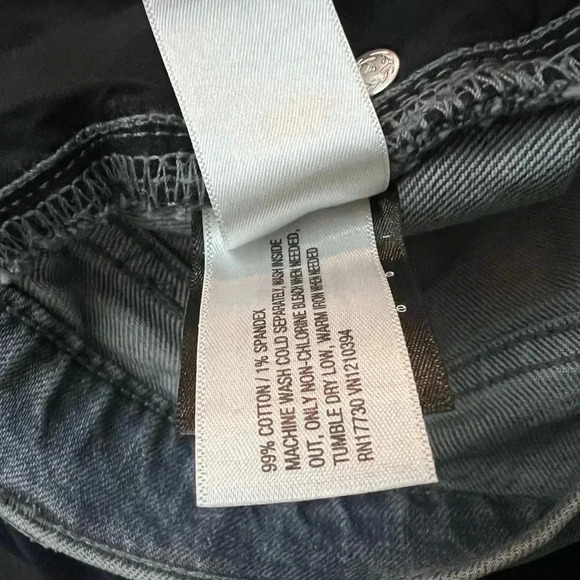 99% COTTON / 1% SPANDEX
MACHINE WASH COLD SEPARATELY, WASH INSIDE
OUT, ONLY NON-CHLORINE BLEACH WHEN NEEDED,
TUMBLE DRY LOW, WARM IRON WHEN NEEDED
RN17730 VN1210394